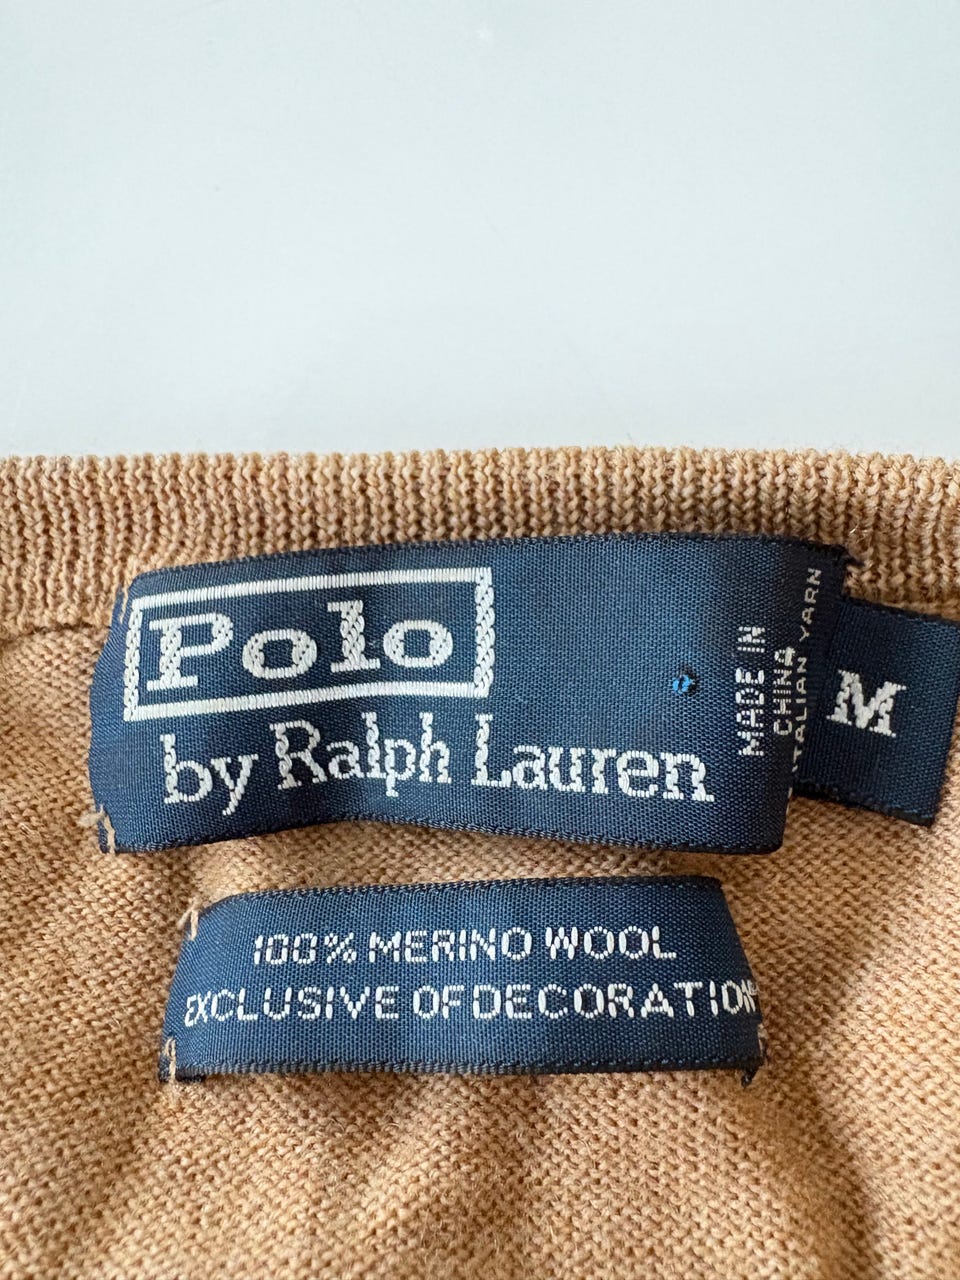 Polo
by Ralph Lauren
MADE IN
CHINA
ITALIAN YARN
M
100% MERINO WOOL
EXCLUSIVE OF DECORATION